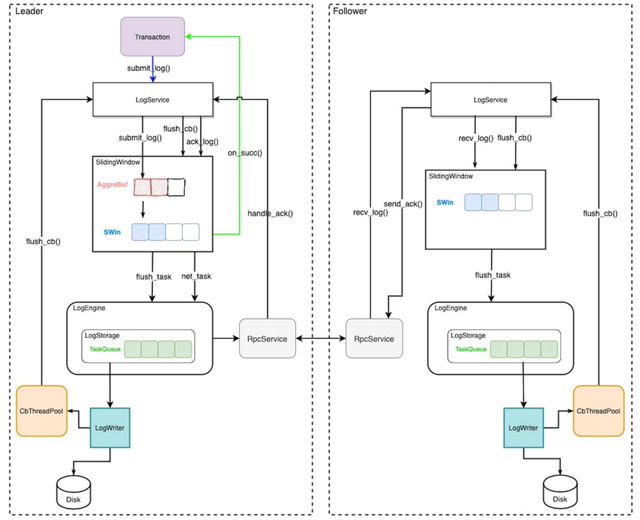 Leader
Transaction
submit_log()
LogService
submit_log()
flush_cb()
ack_log()
on_succ()
SlidingWindow
AggreBuf
SWin
handle_ack()
flush_cb()
flush_task
net_task
LogEngine
LogStorage
TaskQueue
RpcService
CbThreadPool
LogWriter
Disk
Follower
LogService
recv_log()
flush_cb()
SlidingWindow
SWin
send_ack()
recv_log()
flush_cb()
flush_task
LogEngine
LogStorage
TaskQueue
RpcService
LogWriter
CbThreadPool
Disk